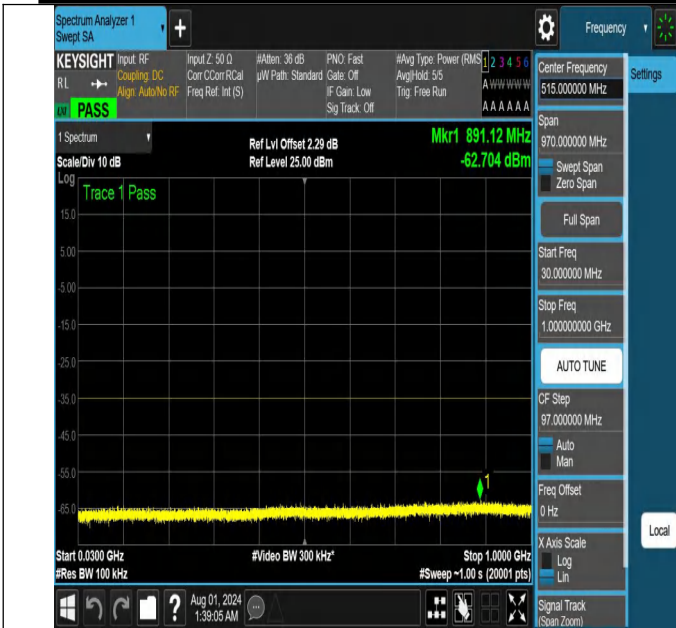 Spectrum Analyzer 1
Swept SA
+
Frequency
KEYSIGHT
RL
Input: RF
Coupling: DC
Align: Auto/No RF
Input Z: 50 Ω
Corr CCorr RCal
Freq Ref: Int (S)
#Atten: 36 dB
µW Path: Standard
PNO: Fast
Gate: Off
IF Gain: Low
Sig Track: Off
#Avg Type: Power (RMS
Avg|Hold: 5/5
Trig: Free Run
1 2 3 4 5 6
A W W W W W
A A A A A A
PASS
1 Spectrum
Scale/Div 10 dB
Ref Lvl Offset 2.29 dB
Ref Level 25.00 dBm
Mkr1 891.12 MHz
-62.704 dBm
Log
Trace 1 Pass
15.0
5.00
-5.00
-15.0
-25.0
-35.0
-45.0
-55.0
-65.0
1
Start 0.0300 GHz
#Res BW 100 kHz
#Video BW 300 kHz*
Stop 1.0000 GHz
#Sweep ~1.00 s (20001 pts)
Aug 01, 2024
1:39:05 AM
?
Center Frequency
515.000000 MHz
Settings
Span
970.000000 MHz
Swept Span
Zero Span
Full Span
Start Freq
30.000000 MHz
Stop Freq
1.000000000 GHz
AUTO TUNE
CF Step
97.000000 MHz
Auto
Man
Freq Offset
0 Hz
X Axis Scale
Log
Lin
Local
Signal Track
(Span Zoom)